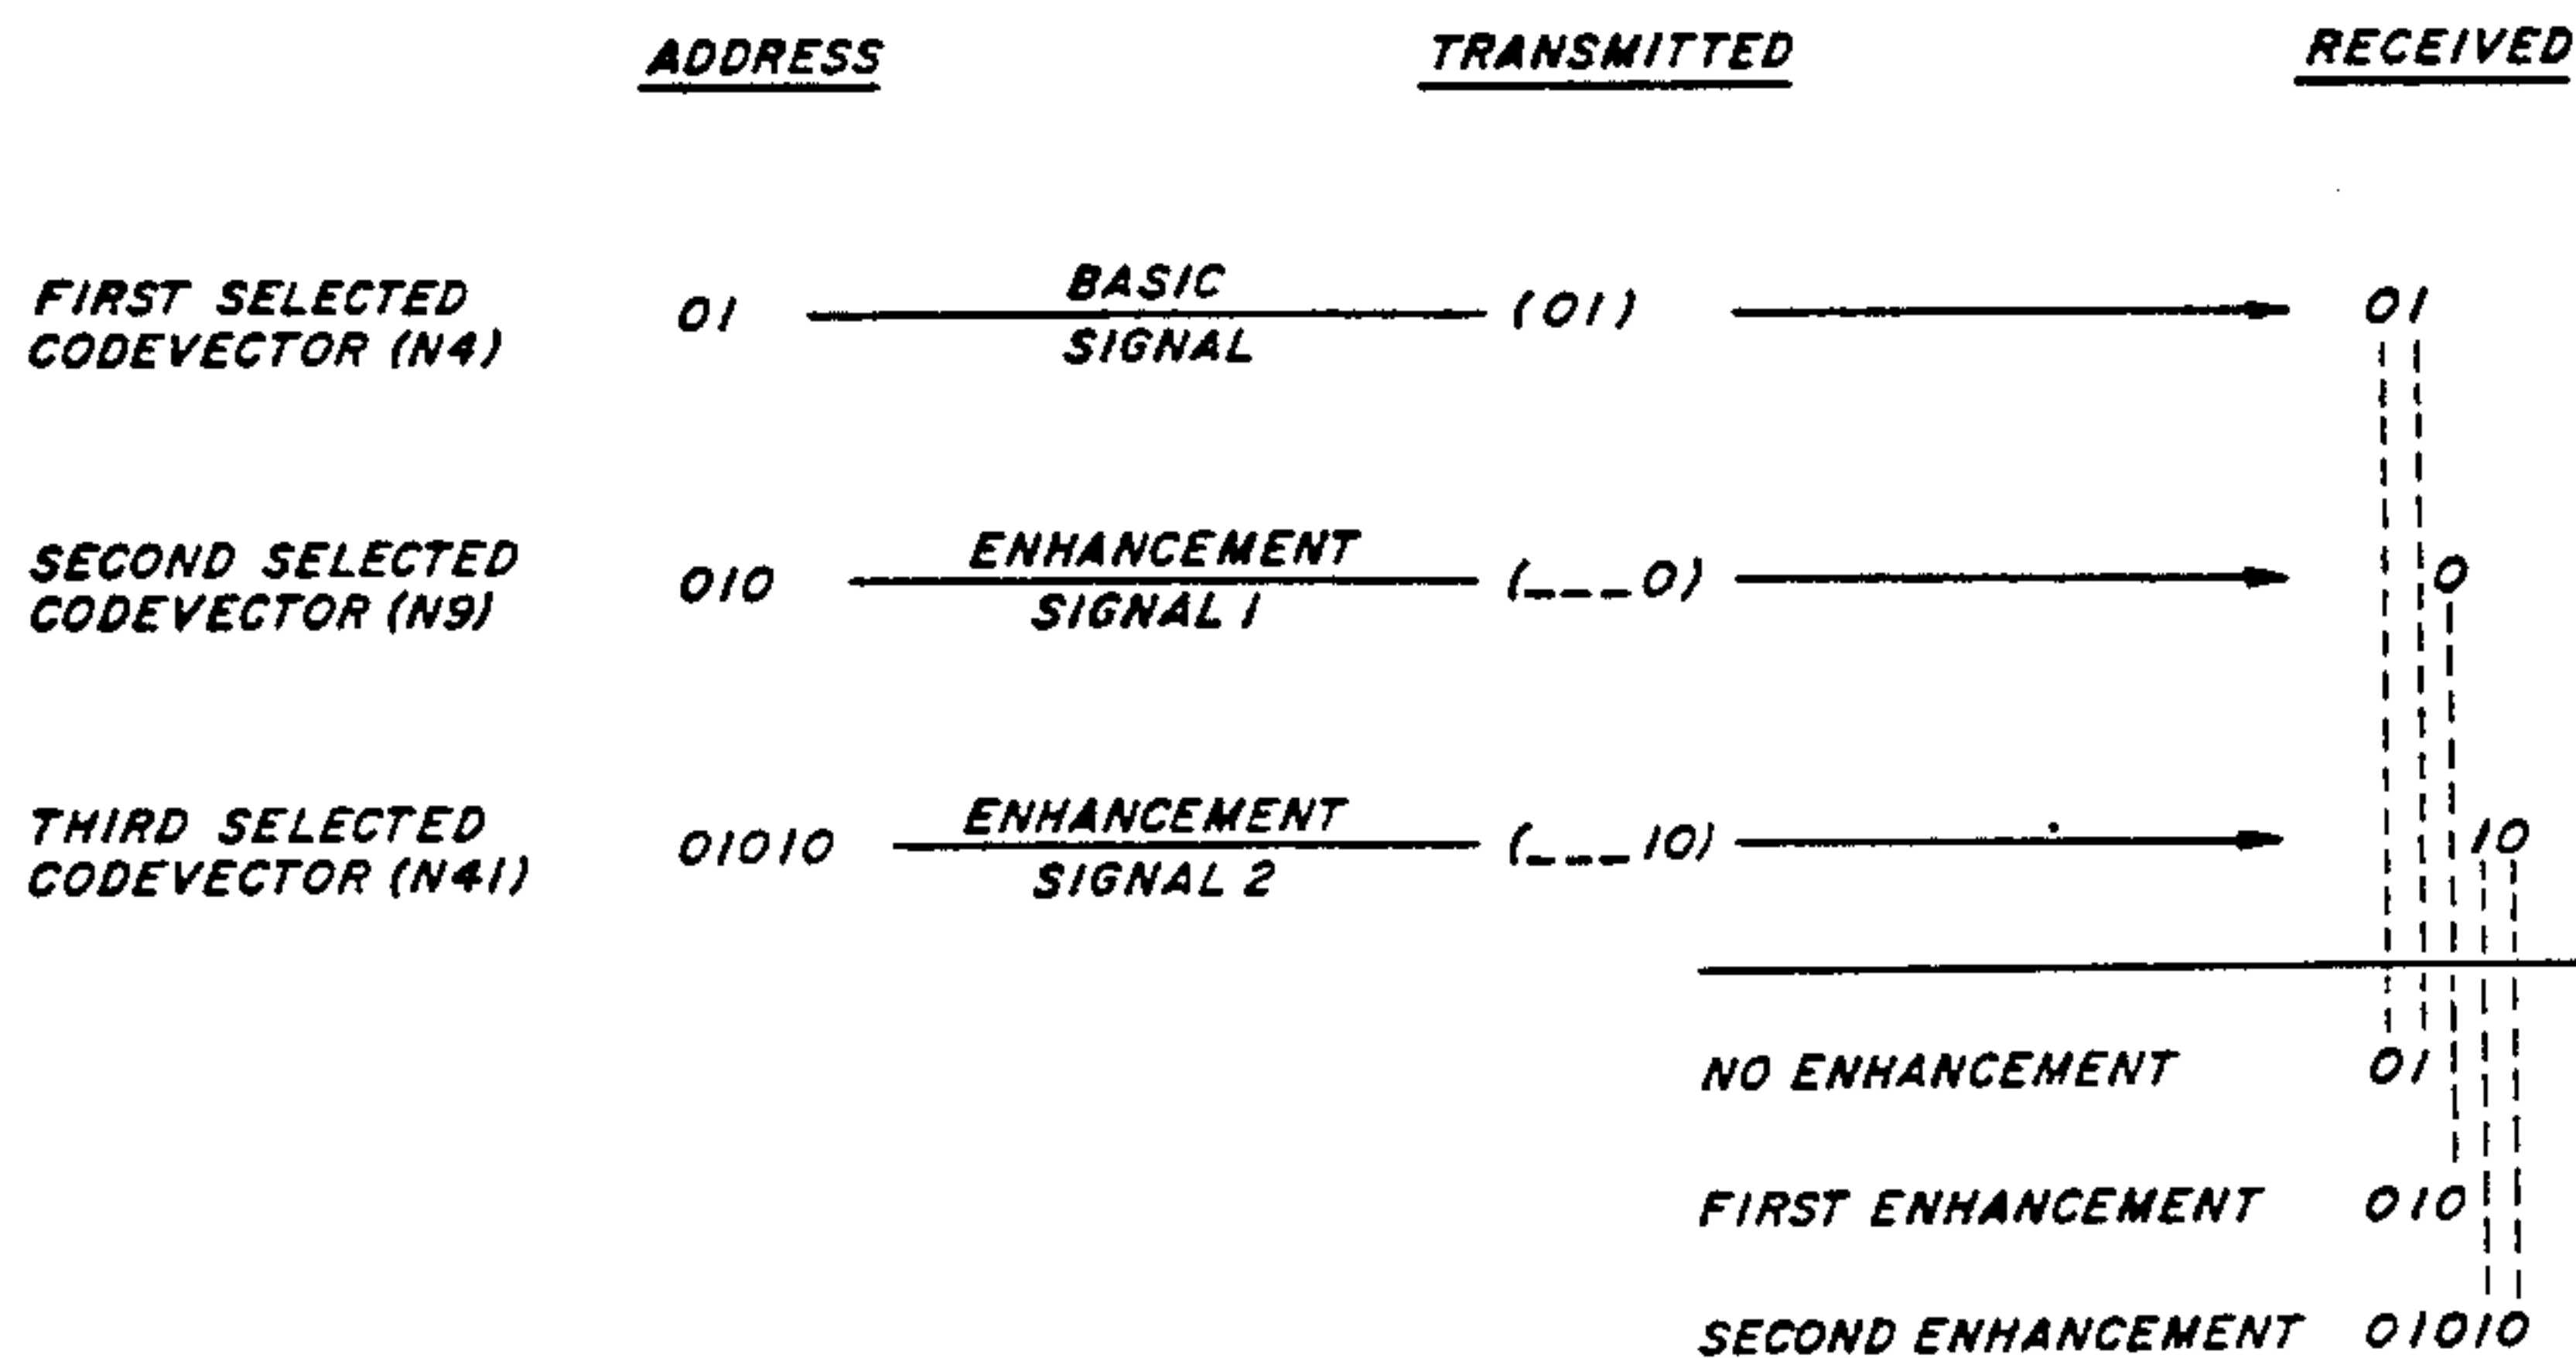 ADDRESS TRANSMITTED RECEIVED
FIRST SELECTED
CODEVECTOR (N4)
01
BASIC
SIGNAL
(01)
01
SECOND SELECTED
CODEVECTOR (N9)
010
ENHANCEMENT
SIGNAL 1
(___0)
0
THIRD SELECTED
CODEVECTOR (N41)
01010
ENHANCEMENT
SIGNAL 2
(___10)
10
NO ENHANCEMENT 01
FIRST ENHANCEMENT 010
SECOND ENHANCEMENT 01010